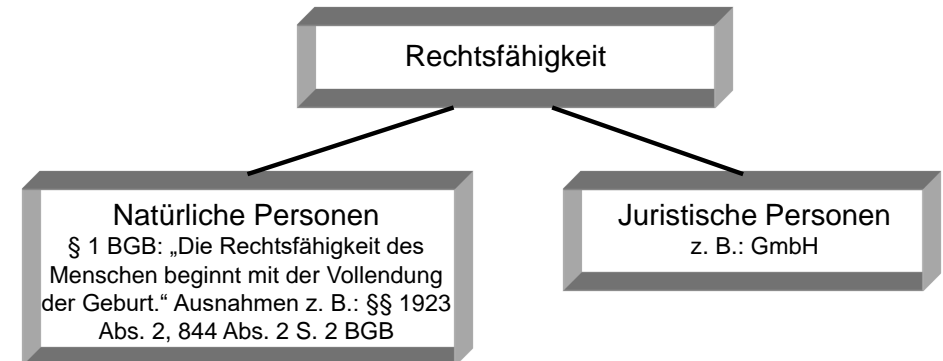 Rechtsfähigkeit
Natürliche Personen
§ 1 BGB: „Die Rechtsfähigkeit des
Menschen beginnt mit der Vollendung
der Geburt.“ Ausnahmen z. B.: §§ 1923
Abs. 2, 844 Abs. 2 S. 2 BGB
Juristische Personen
z. B.: GmbH